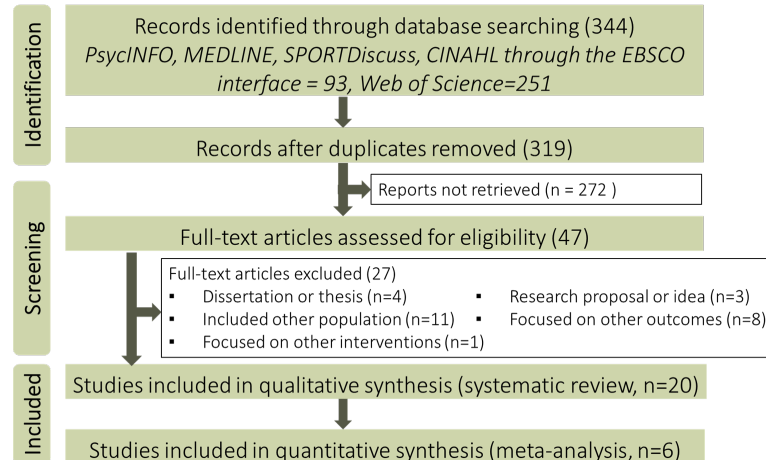 Identification
Records identified through database searching (344)
PsycINFO, MEDLINE, SPORTDiscuss, CINAHL through the EBSCO
interface = 93, Web of Science=251
Records after duplicates removed (319)
Screening
Reports not retrieved (n = 272 )
Full-text articles assessed for eligibility (47)
Full-text articles excluded (27)
▪ Dissertation or thesis (n=4)
▪ Included other population (n=11)
▪ Focused on other interventions (n=1)
▪ Research proposal or idea (n=3)
▪ Focused on other outcomes (n=8)
Included
Studies included in qualitative synthesis (systematic review, n=20)
Studies included in quantitative synthesis (meta-analysis, n=6)